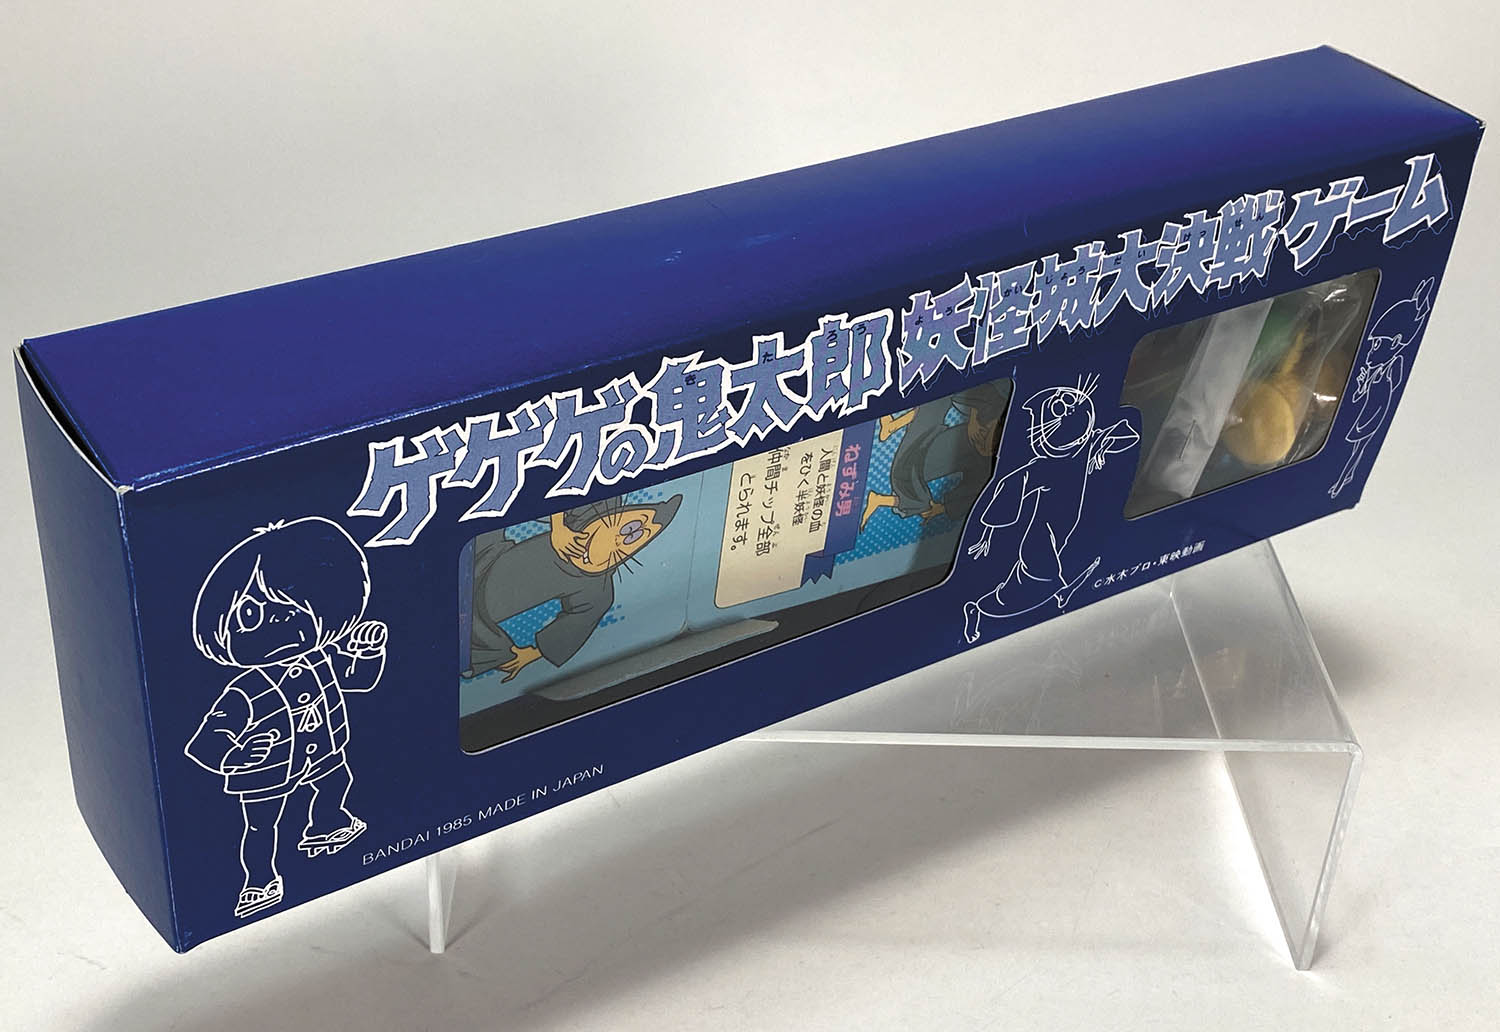 ゲゲゲの鬼太郎 妖怪城大決戦ゲーム
ねずみ男
人間と妖怪の血
をひく半妖怪
仲間チップ全部
とられます。
©水木プロ・東映動画
BANDAI 1985 MADE IN JAPAN